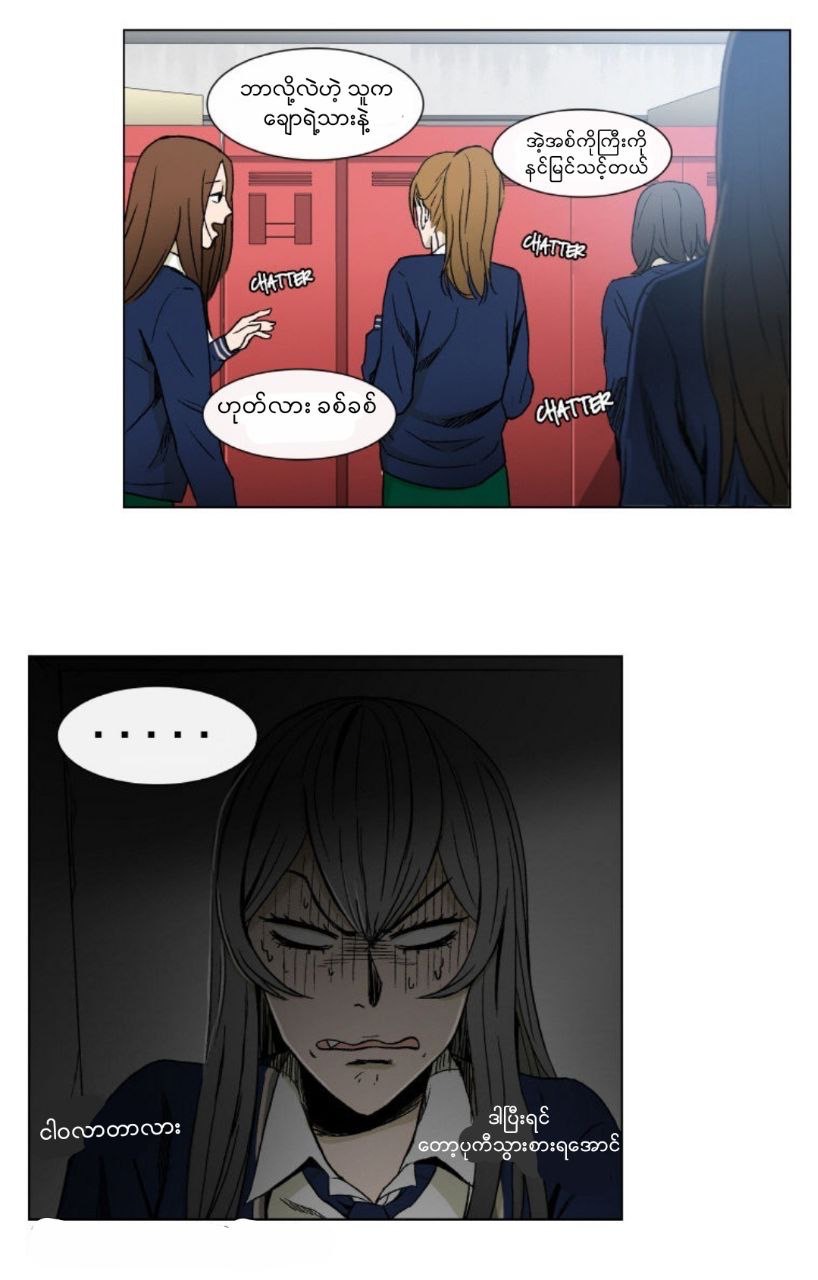 ဘာလို့လဲဟဲ့ သူက
ချောရဲ့သားနဲ့
အဲ့အစ်ကိုကြီးကို
နင်မြင်သင့်တယ်
CHATTER
CHATTER
ဟုတ်လား ခစ်ခစ်
CHATTER
.....
ငါဝလာတာလား
ဒါပြီးရင်
တော့ပုကီသွားစားရအောင်